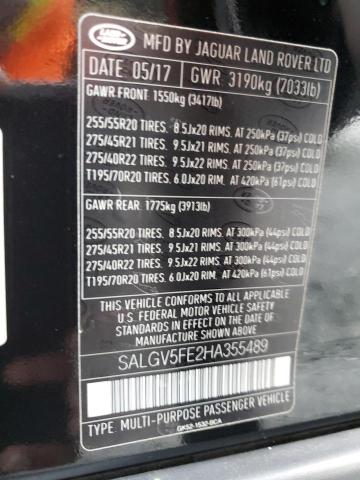 LAND ROVER
MFD BY JAGUAR LAND ROVER LTD
DATE 05/17 GWR 3190kg (7033lb)
GAWR FRONT: 1550kg (3417lb)
255/55R20 TIRES. 8.5Jx20 RIMS. AT 250kPa (37psi) COLD
275/45R21 TIRES. 9.5Jx21 RIMS. AT 250kPa (37psi) COLD
275/40R22 TIRES. 9.5Jx22 RIMS. AT 250kPa (37psi) COLD
T195/70R20 TIRES. 6.0Jx20 RIM. AT 420kPa (61psi) COLD
GAWR REAR: 1775kg (3913lb)
255/55R20 TIRES. 8.5Jx20 RIMS. AT 300kPa (44psi) COLD
275/45R21 TIRES. 9.5J21 RIMS. AT 300kPa (44psi) COLD
275/40R22 TIRES. 9.5Jx22 RIMS. AT 300kPa (44psi) COLD
T195/70R20 TIRES. 6.0Jx20 RIM. AT 420kPa (61psi) COLD
THIS VEHICLE CONFORMS TO ALL APPLICABLE
U.S. FEDERAL MOTOR VEHICLE SAFETY STANDARDS
IN EFFECT ON THE DATE OF
MANUFACTURE SHOWN ABOVE
SALGV5FE2HA355489
TYPE: MULTI-PURPOSE PASSENGER VEHICLE
GK52-1532-BCA